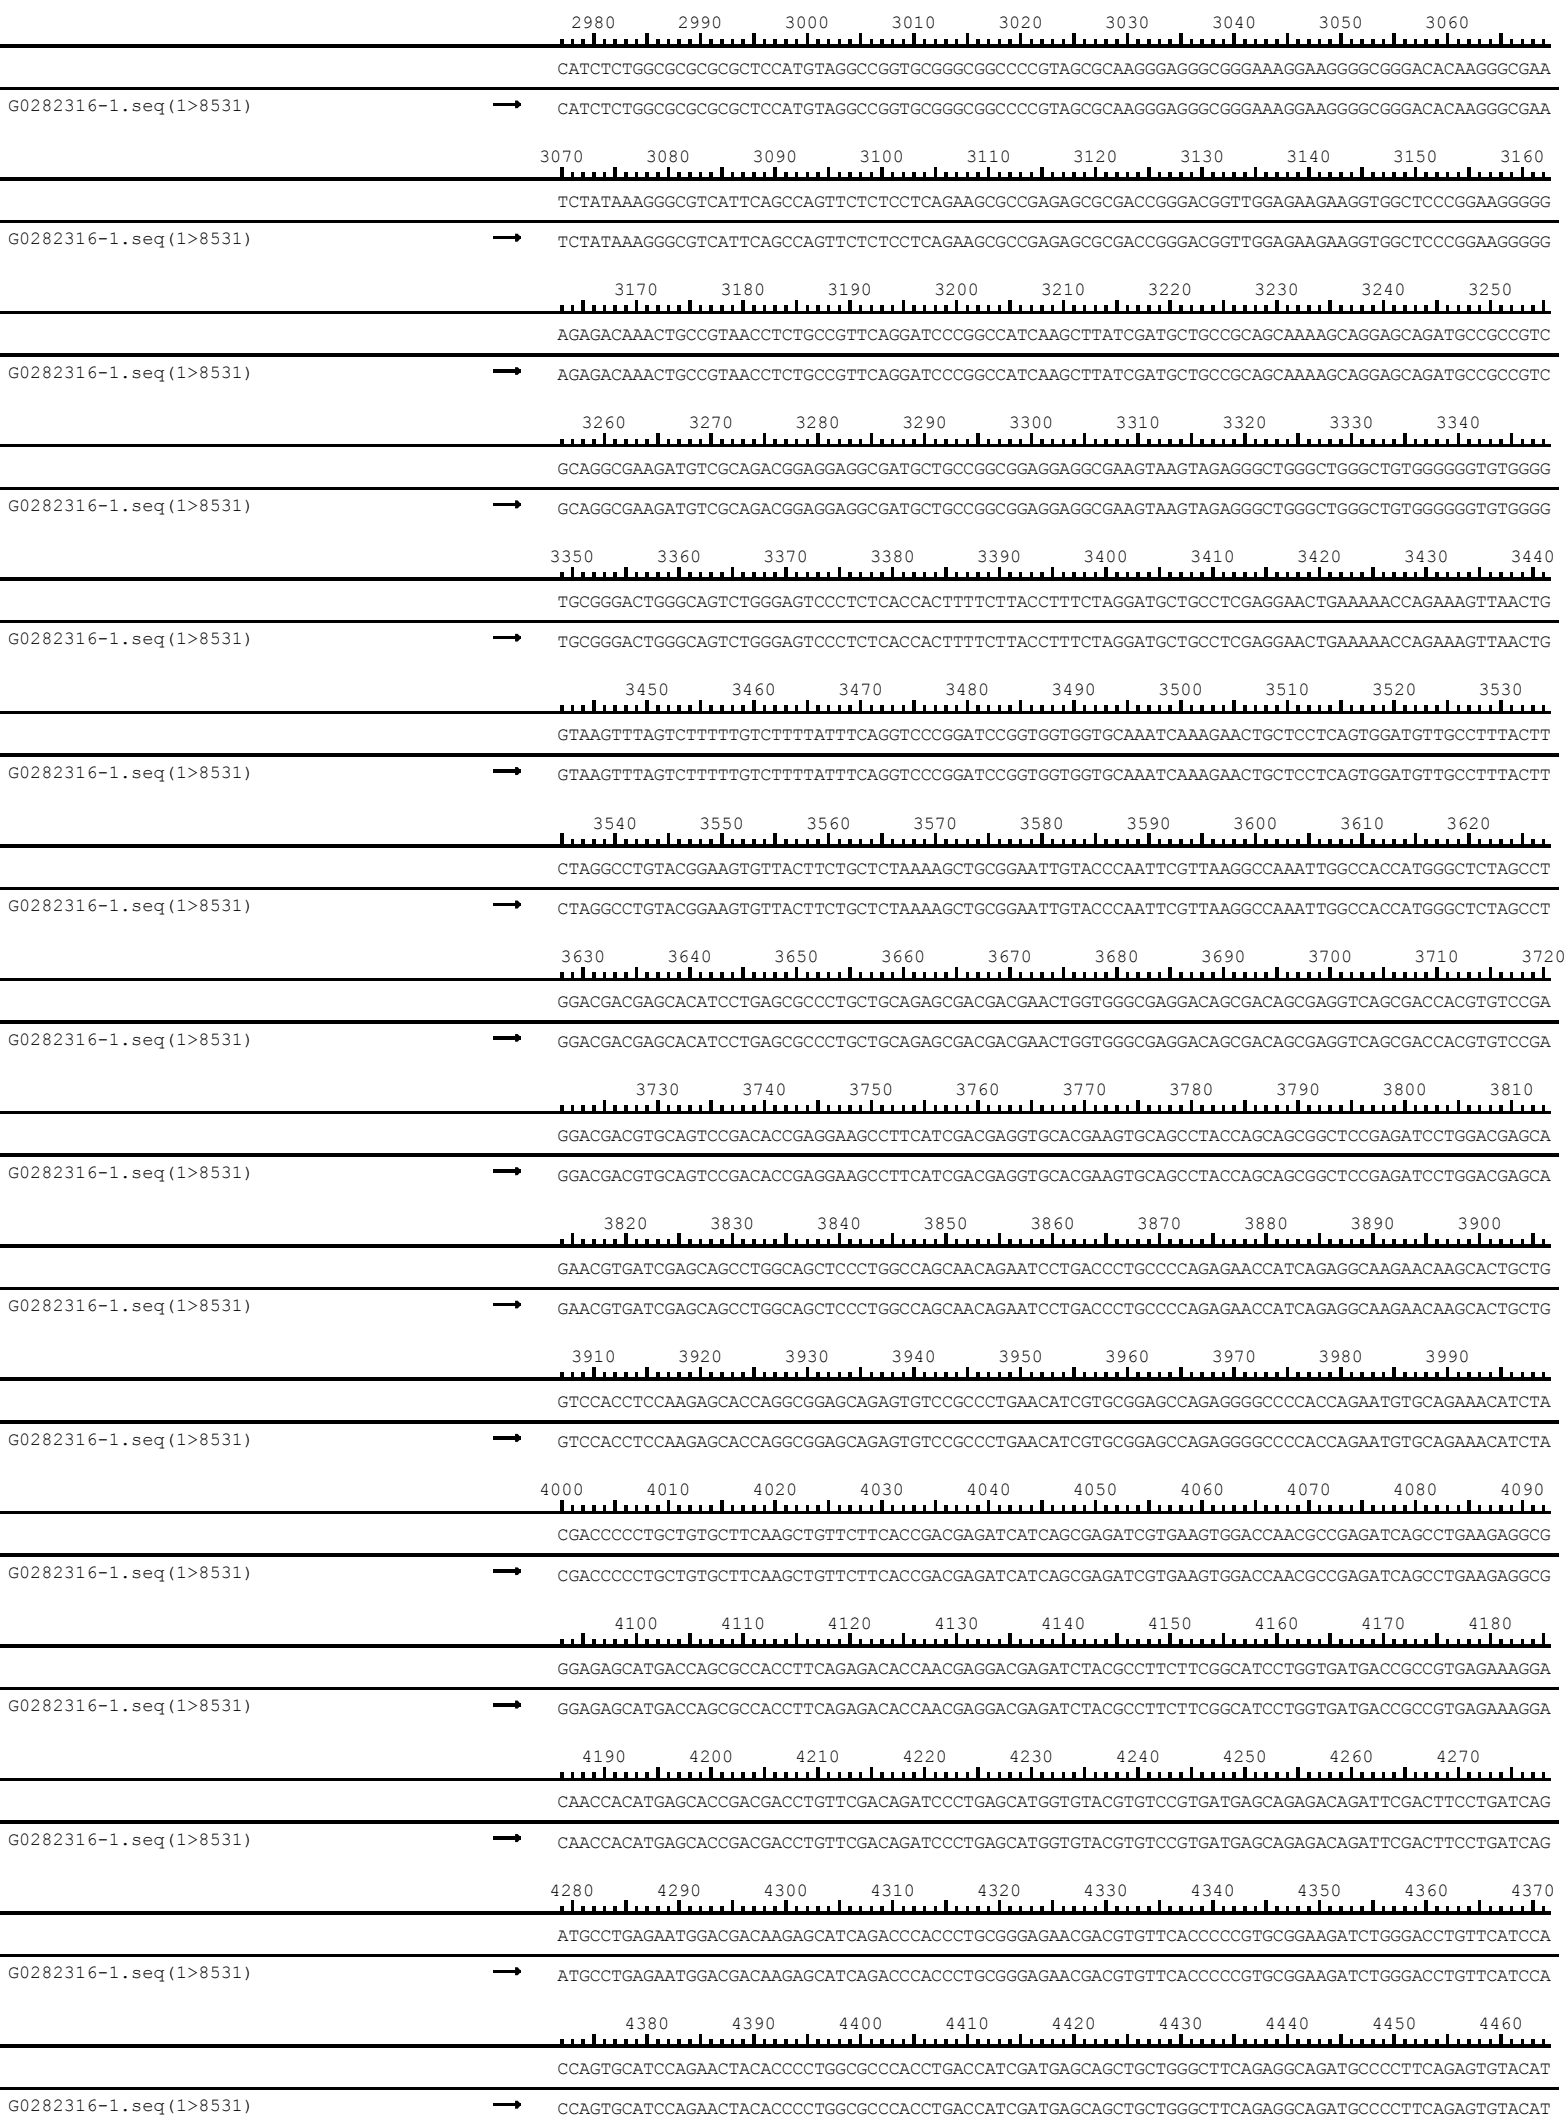 2980 2990 3000 3010 3020 3030 3040 3050 3060
CATCTCTGGCGCGCGCGCTCCATGTAGGCCGGTGCGGGCGGCCCCGTAGCGCAAGGGAGGGCGGGAAAGGAAGGGGCGGGACACAAGGGCGAA
G0282316-1.seq(1>8531) → CATCTCTGGCGCGCGCGCTCCATGTAGGCCGGTGCGGGCGGCCCCGTAGCGCAAGGGAGGGCGGGAAAGGAAGGGGCGGGACACAAGGGCGAA
3070 3080 3090 3100 3110 3120 3130 3140 3150 3160
TCTATAAAGGGCGTCATTCAGCCAGTTCTCTCCTCAGAAGCGCCGAGAGCGCGACCGGGACGGTTGGAGAAGAAGGTGGCTCCCGGAAGGGGG
G0282316-1.seq(1>8531) → TCTATAAAGGGCGTCATTCAGCCAGTTCTCTCCTCAGAAGCGCCGAGAGCGCGACCGGGACGGTTGGAGAAGAAGGTGGCTCCCGGAAGGGGG
3170 3180 3190 3200 3210 3220 3230 3240 3250
AGAGACAAACTGCCGTAACCTCTGCCGTTCAGGATCCCGGCCATCAAGCTTATCGATGCTGCCGCAGCAAAAGCAGGAGCAGATGCCGCCGTC
G0282316-1.seq(1>8531) → AGAGACAAACTGCCGTAACCTCTGCCGTTCAGGATCCCGGCCATCAAGCTTATCGATGCTGCCGCAGCAAAAGCAGGAGCAGATGCCGCCGTC
3260 3270 3280 3290 3300 3310 3320 3330 3340
GCAGGCGAAGATGTCGCAGACGGAGGAGGCGATGCTGCCGGCGGAGGAGGCGAAGTAAGTAGAGGGCTGGGCTGGGCTGTGGGGGGTGTGGGG
G0282316-1.seq(1>8531) → GCAGGCGAAGATGTCGCAGACGGAGGAGGCGATGCTGCCGGCGGAGGAGGCGAAGTAAGTAGAGGGCTGGGCTGGGCTGTGGGGGGTGTGGGG
3350 3360 3370 3380 3390 3400 3410 3420 3430 3440
TGCGGGACTGGGCAGTCTGGGAGTCCCTCTCACCACTTTTCTTACCTTTCTAGGATGCTGCCTCGAGGAACTGAAAAACCAGAAAGTTAACTG
G0282316-1.seq(1>8531) → TGCGGGACTGGGCAGTCTGGGAGTCCCTCTCACCACTTTTCTTACCTTTCTAGGATGCTGCCTCGAGGAACTGAAAAACCAGAAAGTTAACTG
3450 3460 3470 3480 3490 3500 3510 3520 3530
GTAAGTTTAGTCTTTTTGTCTTTTATTTCAGGTCCCGGATCCGGTGGTGGTGCAAATCAAAGAACTGCTCCTCAGTGGATGTTGCCTTTACTT
G0282316-1.seq(1>8531) → GTAAGTTTAGTCTTTTTGTCTTTTATTTCAGGTCCCGGATCCGGTGGTGGTGCAAATCAAAGAACTGCTCCTCAGTGGATGTTGCCTTTACTT
3540 3550 3560 3570 3580 3590 3600 3610 3620
CTAGGCCTGTACGGAAGTGTTACTTCTGCTCTAAAAGCTGCGGAATTGTACCCAATTCGTTAAGGCCAAATTGGCCACCATGGGCTCTAGCCT
G0282316-1.seq(1>8531) → CTAGGCCTGTACGGAAGTGTTACTTCTGCTCTAAAAGCTGCGGAATTGTACCCAATTCGTTAAGGCCAAATTGGCCACCATGGGCTCTAGCCT
3630 3640 3650 3660 3670 3680 3690 3700 3710 3720
GGACGACGAGCACATCCTGAGCGCCCTGCTGCAGAGCGACGACGAACTGGTGGGCGAGGACAGCGACAGCGAGGTCAGCGACCACGTGTCCGA
G0282316-1.seq(1>8531) → GGACGACGAGCACATCCTGAGCGCCCTGCTGCAGAGCGACGACGAACTGGTGGGCGAGGACAGCGACAGCGAGGTCAGCGACCACGTGTCCGA
3730 3740 3750 3760 3770 3780 3790 3800 3810
GGACGACGTGCAGTCCGACACCGAGGAAGCCTTCATCGACGAGGTGCACGAAGTGCAGCCTACCAGCAGCGGCTCCGAGATCCTGGACGAGCA
G0282316-1.seq(1>8531) → GGACGACGTGCAGTCCGACACCGAGGAAGCCTTCATCGACGAGGTGCACGAAGTGCAGCCTACCAGCAGCGGCTCCGAGATCCTGGACGAGCA
3820 3830 3840 3850 3860 3870 3880 3890 3900
GAACGTGATCGAGCAGCCTGGCAGCTCCCTGGCCAGCAACAGAATCCTGACCCTGCCCCAGAGAACCATCAGAGGCAAGAACAAGCACTGCTG
G0282316-1.seq(1>8531) → GAACGTGATCGAGCAGCCTGGCAGCTCCCTGGCCAGCAACAGAATCCTGACCCTGCCCCAGAGAACCATCAGAGGCAAGAACAAGCACTGCTG
3910 3920 3930 3940 3950 3960 3970 3980 3990
GTCCACCTCCAAGAGCACCAGGCGGAGCAGAGTGTCCGCCCTGAACATCGTGCGGAGCCAGAGGGGCCCCACCAGAATGTGCAGAAACATCTA
G0282316-1.seq(1>8531) → GTCCACCTCCAAGAGCACCAGGCGGAGCAGAGTGTCCGCCCTGAACATCGTGCGGAGCCAGAGGGGCCCCACCAGAATGTGCAGAAACATCTA
4000 4010 4020 4030 4040 4050 4060 4070 4080 4090
CGACCCCCTGCTGTGCTTCAAGCTGTTCTTCACCGACGAGATCATCAGCGAGATCGTGAAGTGGACCAACGCCGAGATCAGCCTGAAGAGGCG
G0282316-1.seq(1>8531) → CGACCCCCTGCTGTGCTTCAAGCTGTTCTTCACCGACGAGATCATCAGCGAGATCGTGAAGTGGACCAACGCCGAGATCAGCCTGAAGAGGCG
4100 4110 4120 4130 4140 4150 4160 4170 4180
GGAGAGCATGACCAGCGCCACCTTCAGAGACACCAACGAGGACGAGATCTACGCCTTCTTCGGCATCCTGGTGATGACCGCCGTGAGAAAGGA
G0282316-1.seq(1>8531) → GGAGAGCATGACCAGCGCCACCTTCAGAGACACCAACGAGGACGAGATCTACGCCTTCTTCGGCATCCTGGTGATGACCGCCGTGAGAAAGGA
4190 4200 4210 4220 4230 4240 4250 4260 4270
CAACCACATGAGCACCGACGACCTGTTCGACAGATCCCTGAGCATGGTGTACGTGTCCGTGATGAGCAGAGACAGATTCGACTTCCTGATCAG
G0282316-1.seq(1>8531) → CAACCACATGAGCACCGACGACCTGTTCGACAGATCCCTGAGCATGGTGTACGTGTCCGTGATGAGCAGAGACAGATTCGACTTCCTGATCAG
4280 4290 4300 4310 4320 4330 4340 4350 4360 4370
ATGCCTGAGAATGGACGACAAGAGCATCAGACCCACCCTGCGGGAGAACGACGTGTTCACCCCCGTGCGGAAGATCTGGGACCTGTTCATCCA
G0282316-1.seq(1>8531) → ATGCCTGAGAATGGACGACAAGAGCATCAGACCCACCCTGCGGGAGAACGACGTGTTCACCCCCGTGCGGAAGATCTGGGACCTGTTCATCCA
4380 4390 4400 4410 4420 4430 4440 4450 4460
CCAGTGCATCCAGAACTACACCCCTGGCGCCCACCTGACCATCGATGAGCAGCTGCTGGGCTTCAGAGGCAGATGCCCCTTCAGAGTGTACAT
G0282316-1.seq(1>8531) → CCAGTGCATCCAGAACTACACCCCTGGCGCCCACCTGACCATCGATGAGCAGCTGCTGGGCTTCAGAGGCAGATGCCCCTTCAGAGTGTACAT